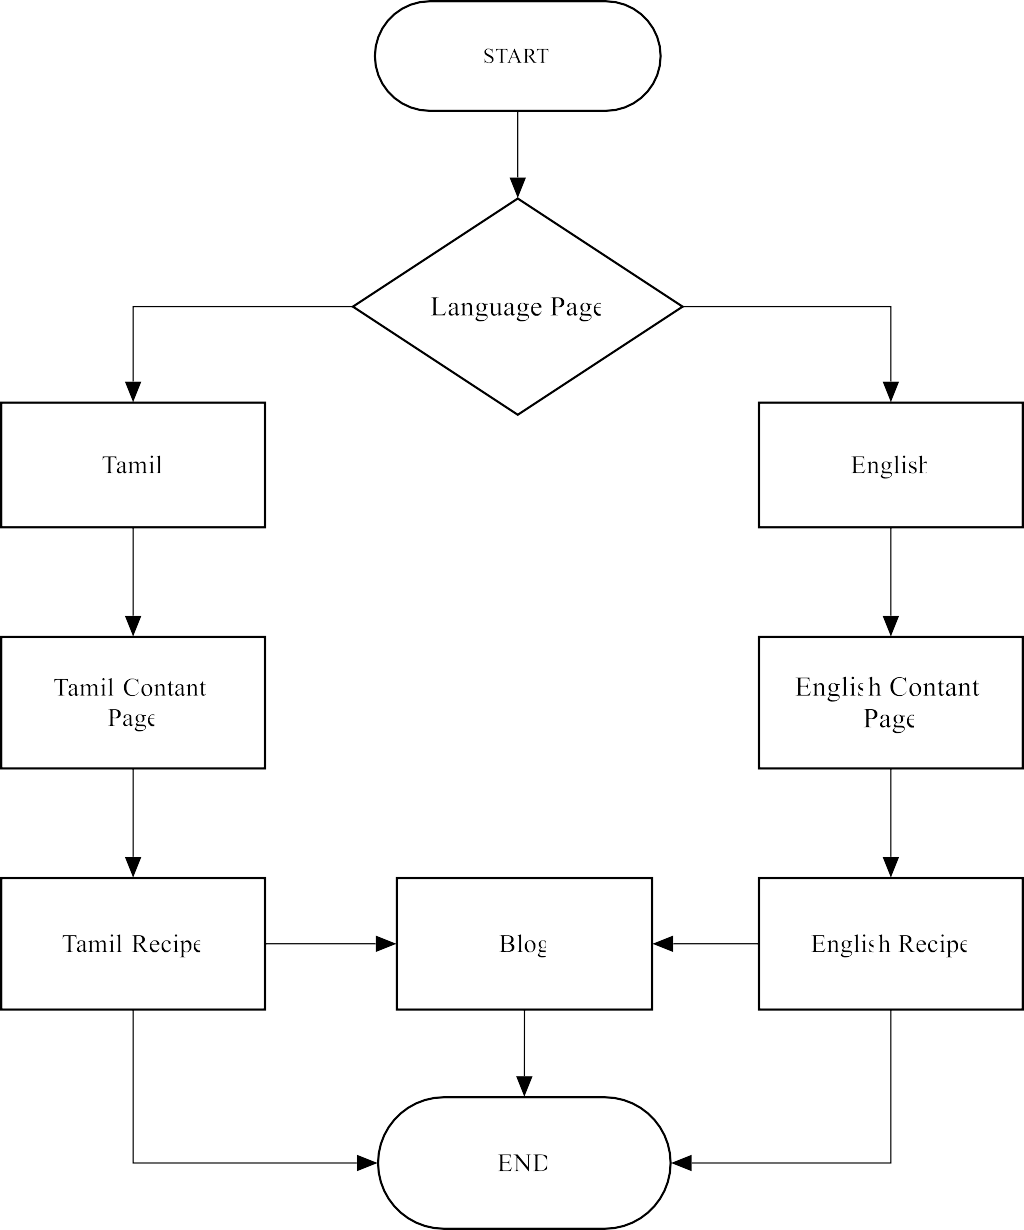 START
Language Page
Tamil
English
Tamil Contant
Page
English Contant
Page
Tamil Recipe
Blog
English Recipe
END